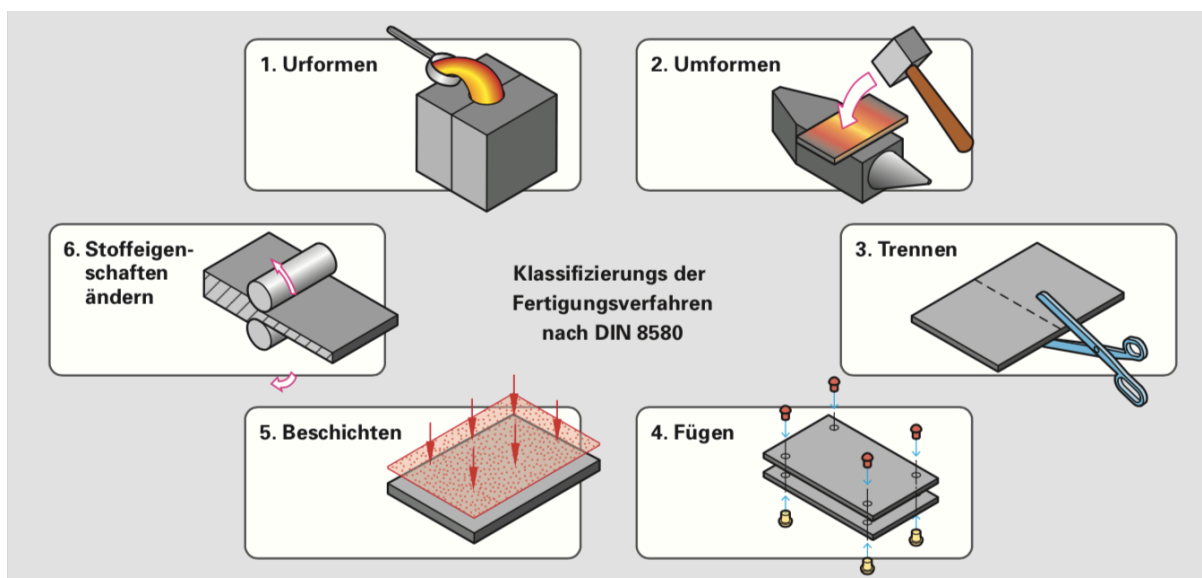 1. Urformen
2. Umformen
6. Stoffeigen-
schaften
ändern
Klassifizierungs der
Fertigungsverfahren
nach DIN 8580
3. Trennen
5. Beschichten
4. Fügen